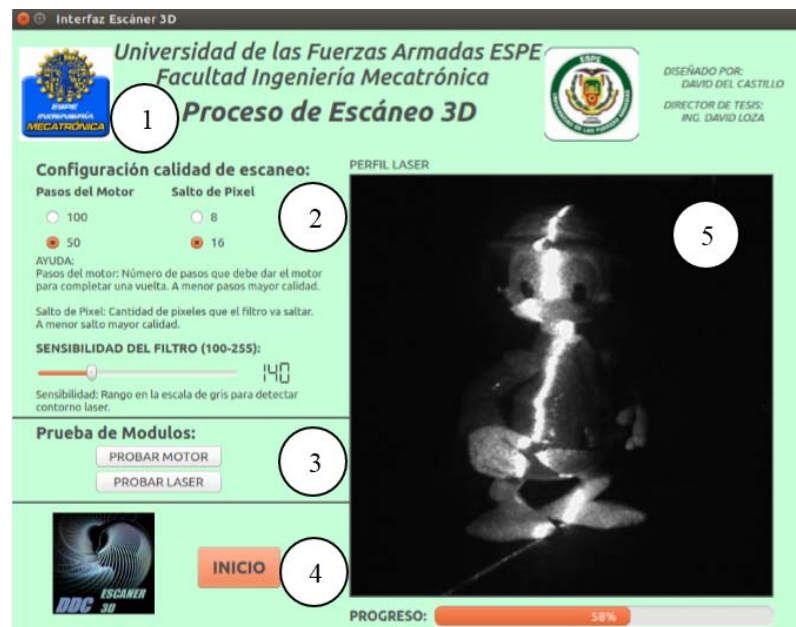 Interfaz Escáner 3D
Universidad de las Fuerzas Armadas ESPE
Facultad Ingeniería Mecatrónica
Proceso de Escáneo 3D
ESPE
INGENIERÍA
MECATRÓNICA
1
ESPE
DISEÑADO POR:
DAVID DEL CASTILLO
DIRECTOR DE TESIS:
ING. DAVID LOZA
Configuración calidad de escaneo:
Pasos del Motor Salto de Pixel
100 8
50 16
2
AYUDA:
Pasos del motor: Número de pasos que debe dar el motor
para completar una vuelta. A menor pasos mayor calidad.
Salto de Pixel: Cantidad de pixeles que el filtro va saltar.
A menor salto mayor calidad.
SENSIBILIDAD DEL FILTRO (100-255):
140
Sensibilidad: Rango en la escala de gris para detectar
contorno laser.
Prueba de Modulos:
PROBAR MOTOR
PROBAR LASER
3
ESCANER
DDC 3D
INICIO
4
PERFIL LASER
5
PROGRESO: 58%